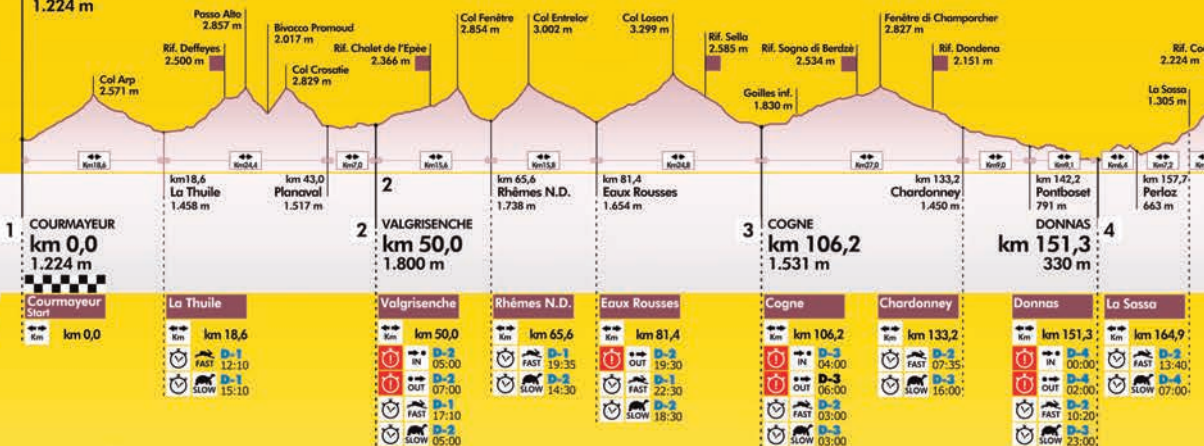 1.224 m
Col Arp
2.571 m
Rif. Deffeyes
2.500 m
Passo Alto
2.857 m
Bivacco Promoud
2.017 m
Col Crosatie
2.829 m
Rif. Chalet de l'Epée
2.366 m
Col Fenêtre
2.854 m
Col Entrelor
3.002 m
Col Loson
3.299 m
Rif. Sella
2.585 m
Goilles inf.
1.830 m
Rif. Sogno di Berdzè
2.534 m
Fenêtre di Champorcher
2.827 m
Rif. Dondena
2.151 m
Rif. Co
2.224 m
La Sassa
1.305 m
Km18,6
Km24,4
Km7,0
Km15,6
Km15,8
Km24,8
Km27,0
Km9,0
Km9,1
Km6,4
Km7,2
km18,6
La Thuile
1.458 m
km 43,0
Planaval
1.517 m
2
km 65,6
Rhêmes N.D.
1.738 m
km 81,4
Eaux Rousses
1.654 m
km 133,2
Chardonney
1.450 m
km 142,2
Pontboset
791 m
km 157,7
Perloz
663 m
1 COURMAYEUR
km 0,0
1.224 m
2 VALGRISENCHE
km 50,0
1.800 m
3 COGNE
km 106,2
1.531 m
DONNAS 4
km 151,3
330 m
Courmayeur
Start
Km km 0,0
La Thuile
Km km 18,6
FAST D-1 12:10
SLOW D-1 15:10
Valgrisenche
Km km 50,0
IN D-2 05:00
OUT D-2 07:00
FAST D-1 17:10
SLOW D-2 05:00
Rhêmes N.D.
Km km 65,6
FAST D-1 19:35
SLOW D-2 14:30
Eaux Rousses
Km km 81,4
OUT D-2 19:30
FAST D-1 22:30
SLOW D-2 18:30
Cogne
Km km 106,2
IN D-3 04:00
OUT D-3 06:00
FAST D-2 03:00
SLOW D-3 03:00
Chardonney
Km km 133,2
FAST D-2 07:35
SLOW D-3 16:00
Donnas
Km km 151,3
IN D-4 00:00
OUT D-4 02:00
FAST D-2 10:20
SLOW D-3 23:00
La Sassa
Km km 164,9
FAST D-2 13:40
SLOW D-4 07:00